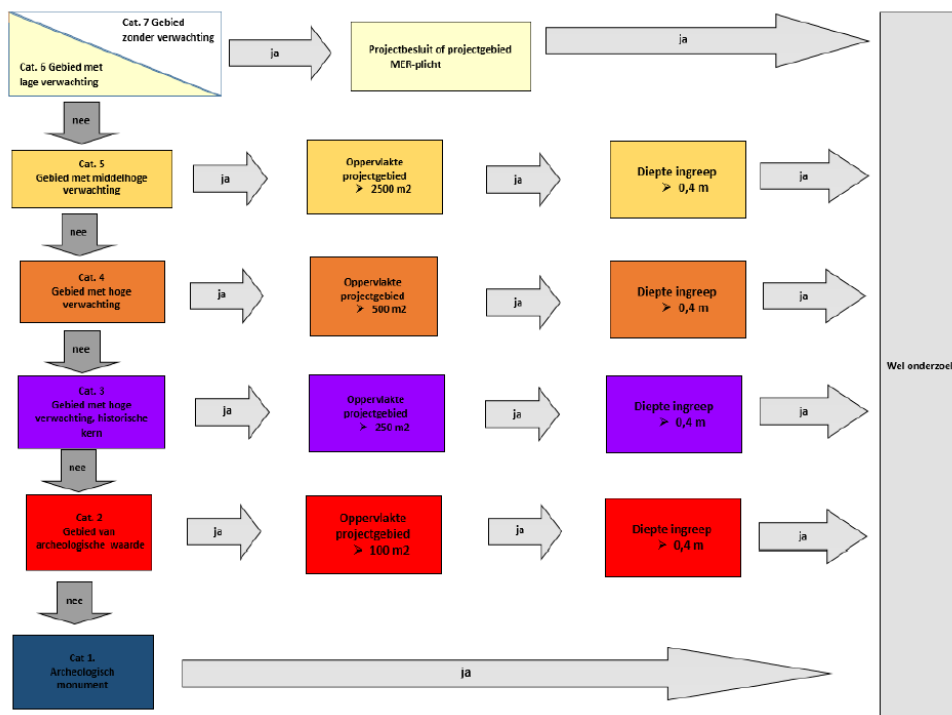 Cat. 7 Gebied
zonder verwachting
Cat. 6 Gebied met
lage verwachting
ja
Projectbesluit of projectgebied
MER-plicht
ja
nee
Cat. 5
Gebied met middelhoge
verwachting
ja
Oppervlakte
projectgebied
➢ 2500 m2
ja
Diepte ingreep
➢ 0,4 m
ja
nee
Cat. 4
Gebied met hoge
verwachting
ja
Oppervlakte
projectgebied
➢ 500 m2
ja
Diepte ingreep
➢ 0,4 m
ja
nee
Wel onderzoek
Cat. 3
Gebied met hoge
verwachting, historische
kern
ja
Oppervlakte
projectgebied
➢ 250 m2
ja
Diepte ingreep
➢ 0,4 m
ja
nee
Cat. 2
Gebied van
archeologische waarde
ja
Oppervlakte
projectgebied
➢ 100 m2
ja
Diepte ingreep
➢ 0,4 m
ja
nee
Cat 1.
Archeologisch
monument
ja